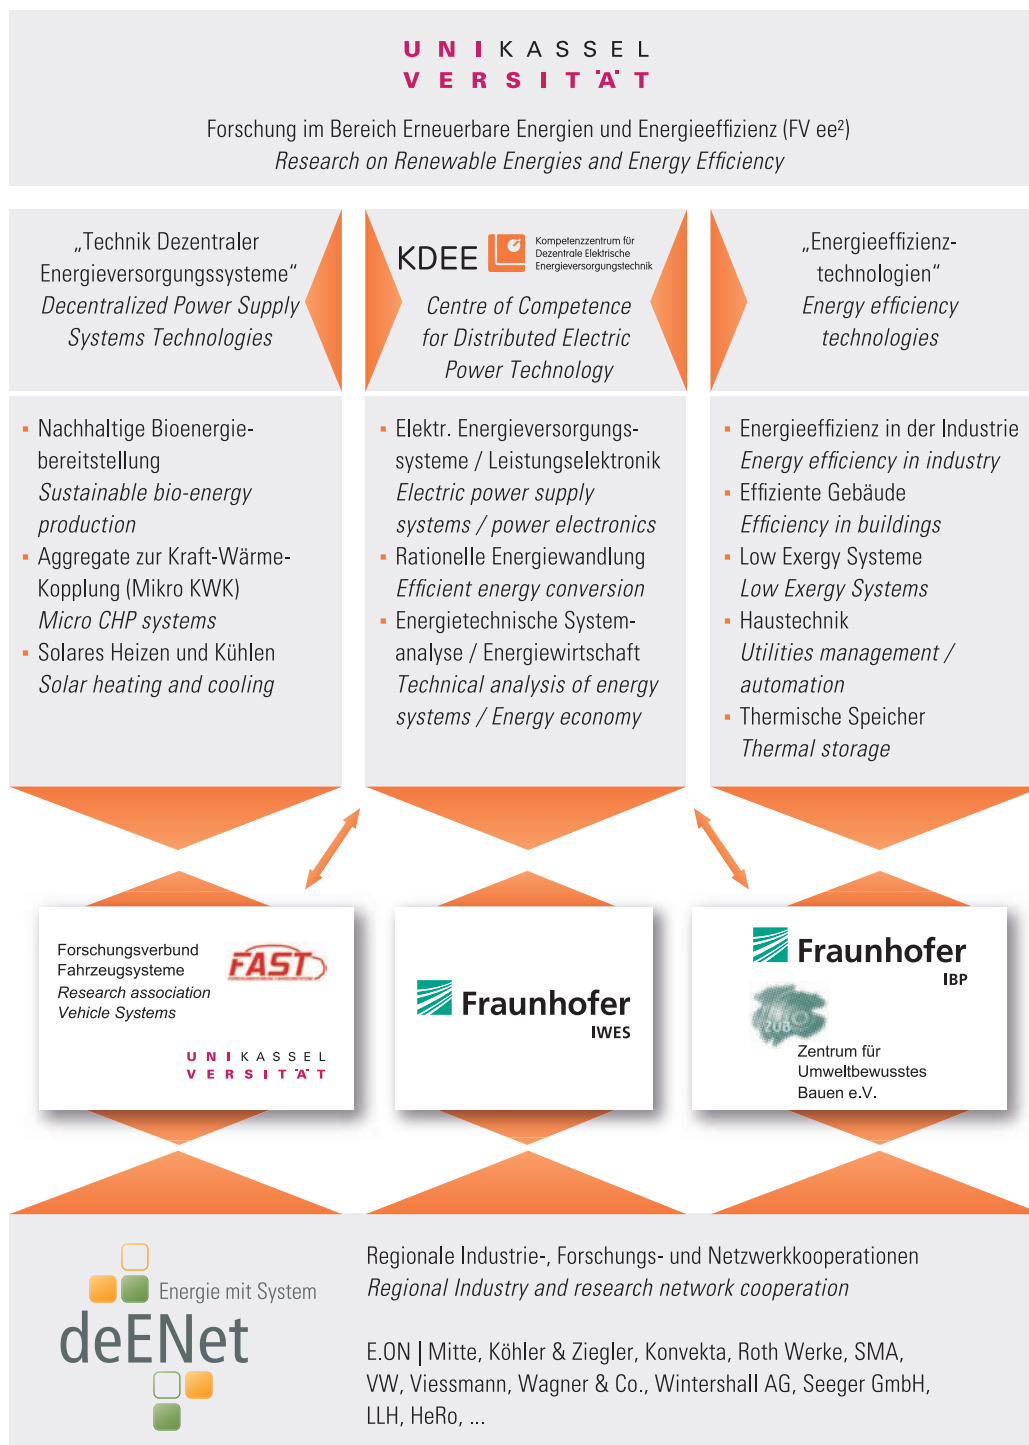 UNIKASSEL
VERSITÄT
Forschung im Bereich Erneuerbare Energien und Energieeffizienz (FV ee²)
Research on Renewable Energies and Energy Efficiency
„Technik Dezentraler
Energieversorgungssysteme“
Decentralized Power Supply
Systems Technologies
KDEE
Kompetenzzentrum für
Dezentrale Elektrische
Energieversorgungstechnik
Centre of Competence
for Distributed Electric
Power Technology
„Energieeffizienz-
technologien“
Energy efficiency
technologies
▪ Nachhaltige Bioenergie-
bereitstellung
Sustainable bio-energy
production
▪ Aggregate zur Kraft-Wärme-
Kopplung (Mikro KWK)
Micro CHP systems
▪ Solares Heizen und Kühlen
Solar heating and cooling
▪ Elektr. Energieversorgungs-
systeme / Leistungselektronik
Electric power supply
systems / power electronics
▪ Rationelle Energiewandlung
Efficient energy conversion
▪ Energietechnische System-
analyse / Energiewirtschaft
Technical analysis of energy
systems / Energy economy
▪ Energieeffizienz in der Industrie
Energy efficiency in industry
▪ Effiziente Gebäude
Efficiency in buildings
▪ Low Exergy Systeme
Low Exergy Systems
▪ Haustechnik
Utilities management /
automation
▪ Thermische Speicher
Thermal storage
Forschungsverbund
Fahrzeugsysteme
Research association
Vehicle Systems
FAST
UNIKASSEL
VERSITÄT
Fraunhofer
IWES
Fraunhofer
IBP
ZUB
Zentrum für
Umweltbewusstes
Bauen e.V.
Energie mit System
deENet
Regionale Industrie-, Forschungs- und Netzwerkkooperationen
Regional Industry and research network cooperation
E.ON | Mitte, Köhler & Ziegler, Konvekta, Roth Werke, SMA,
VW, Viessmann, Wagner & Co., Wintershall AG, Seeger GmbH,
LLH, HeRo, ...